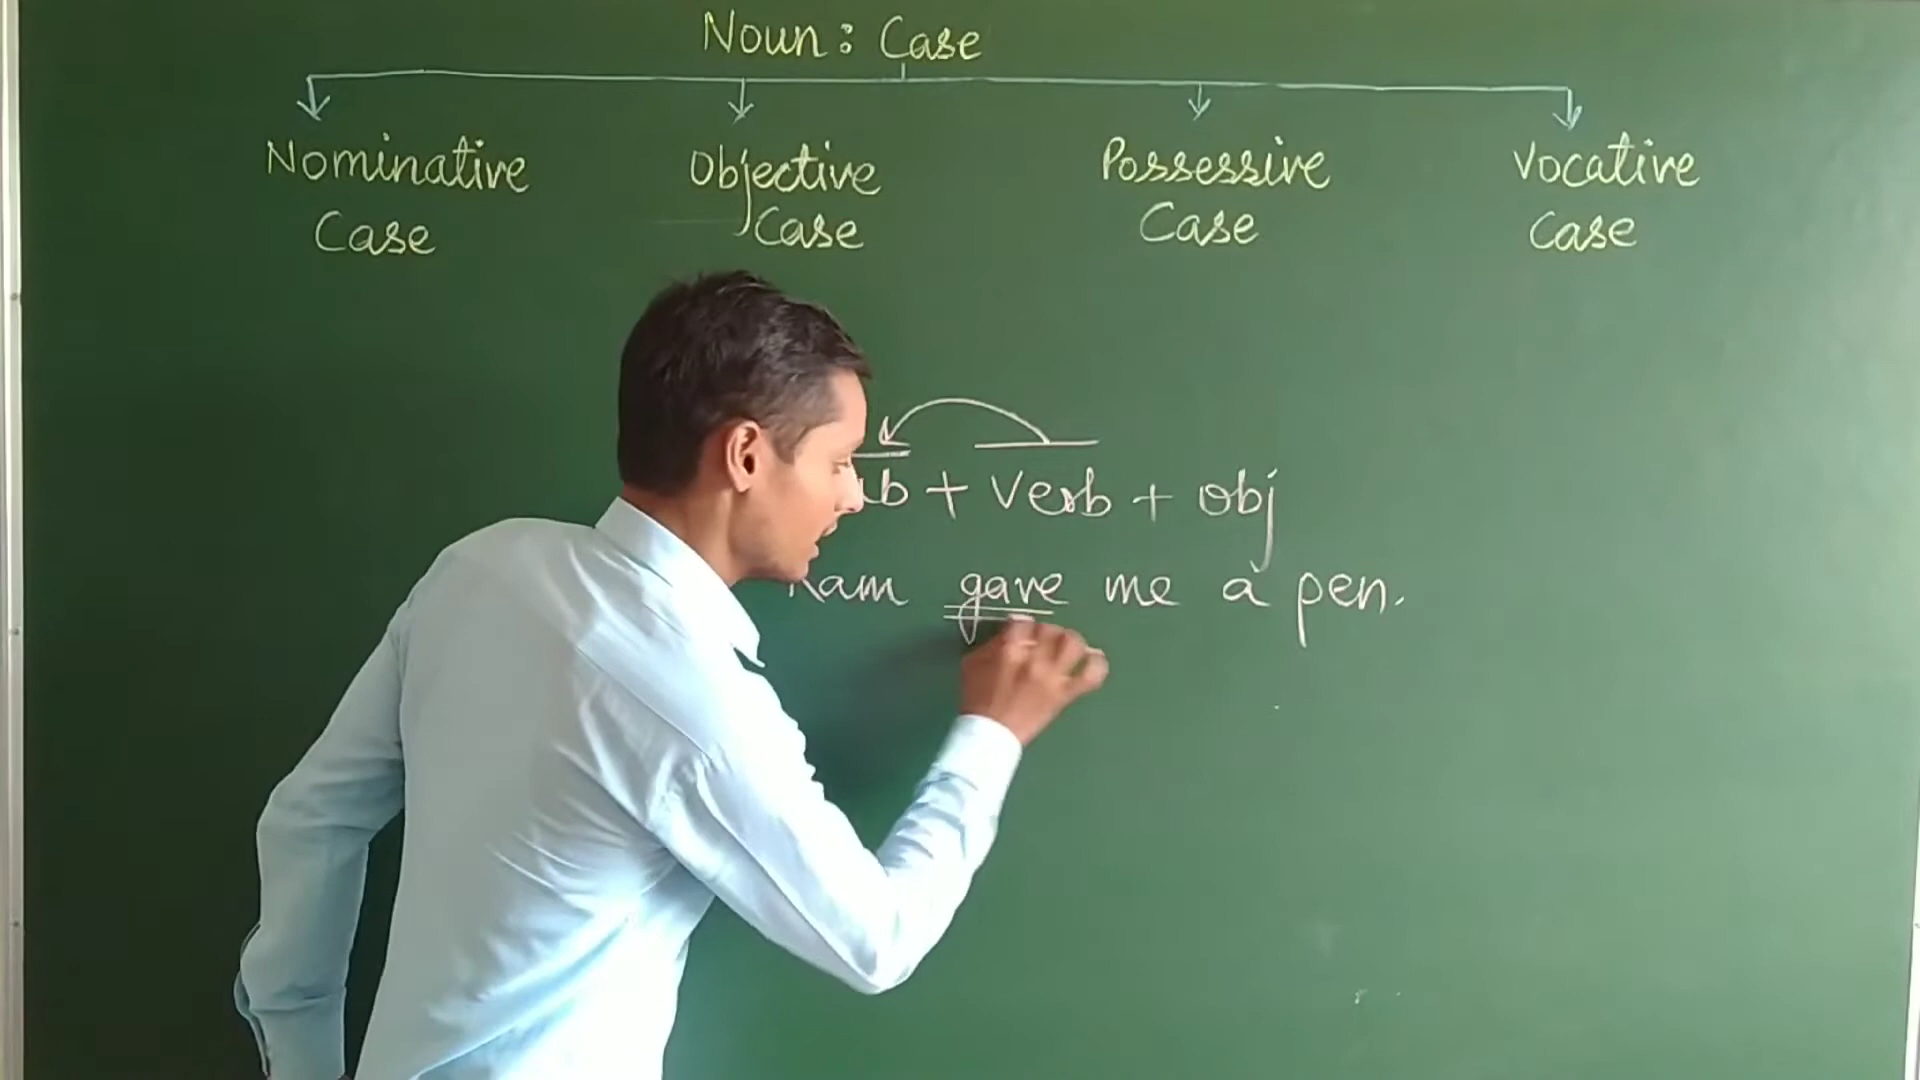 Noun : Case
Nominative Case
Objective Case
Possessive Case
Vocative Case
+ Verb + obj
Ram gave me a pen.